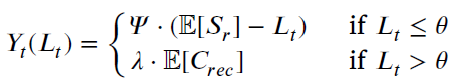 Y_t(L_t) = { Ψ · (𝔼[S_r] − L_t)   if L_t ≤ θ
λ · 𝔼[C_rec]   if L_t > θ